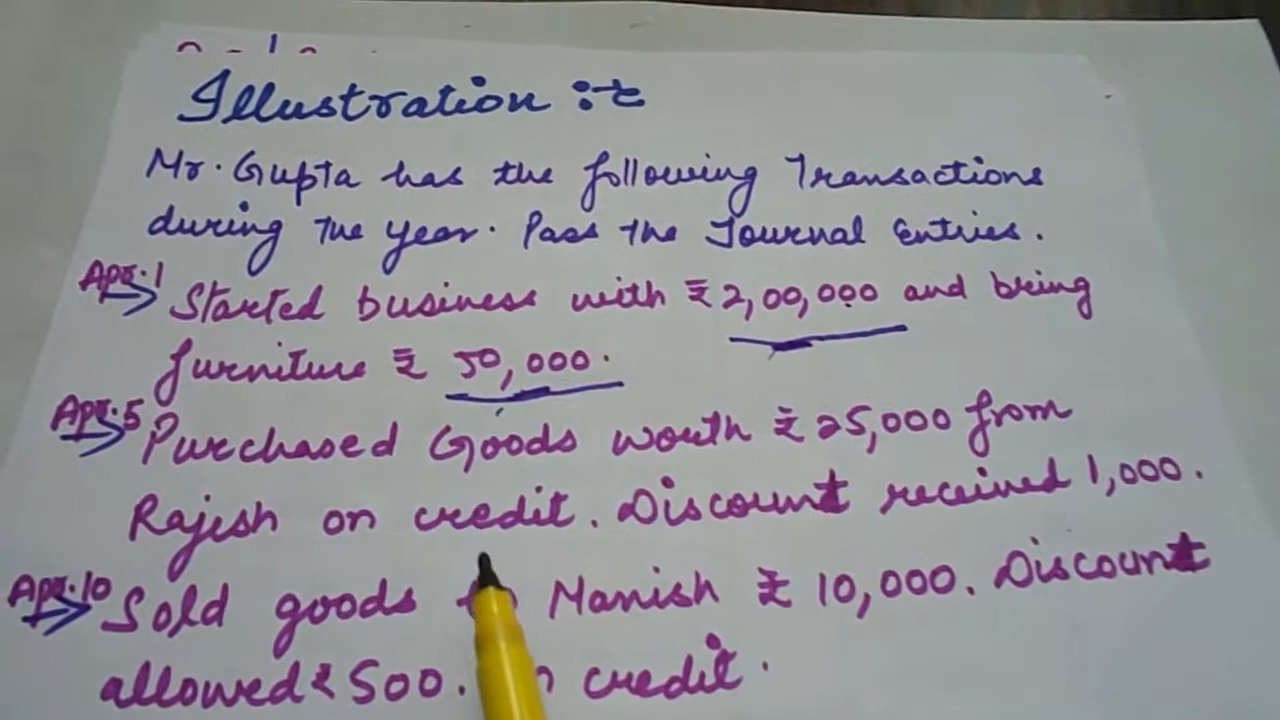 Illustration :-
Mr. Gupta has the following Transactions
during the year. Pass the Journal Entries.
Apr.1 Started business with ₹ 2,00,000 and bring
furniture ₹ 50,000.
Apr.5 Purchased Goods worth ₹ 25,000 from
Rajesh on credit. Discount received 1,000.
Apr.10 Sold goods Manish ₹ 10,000. Discount
allowed ₹ 500. credit.